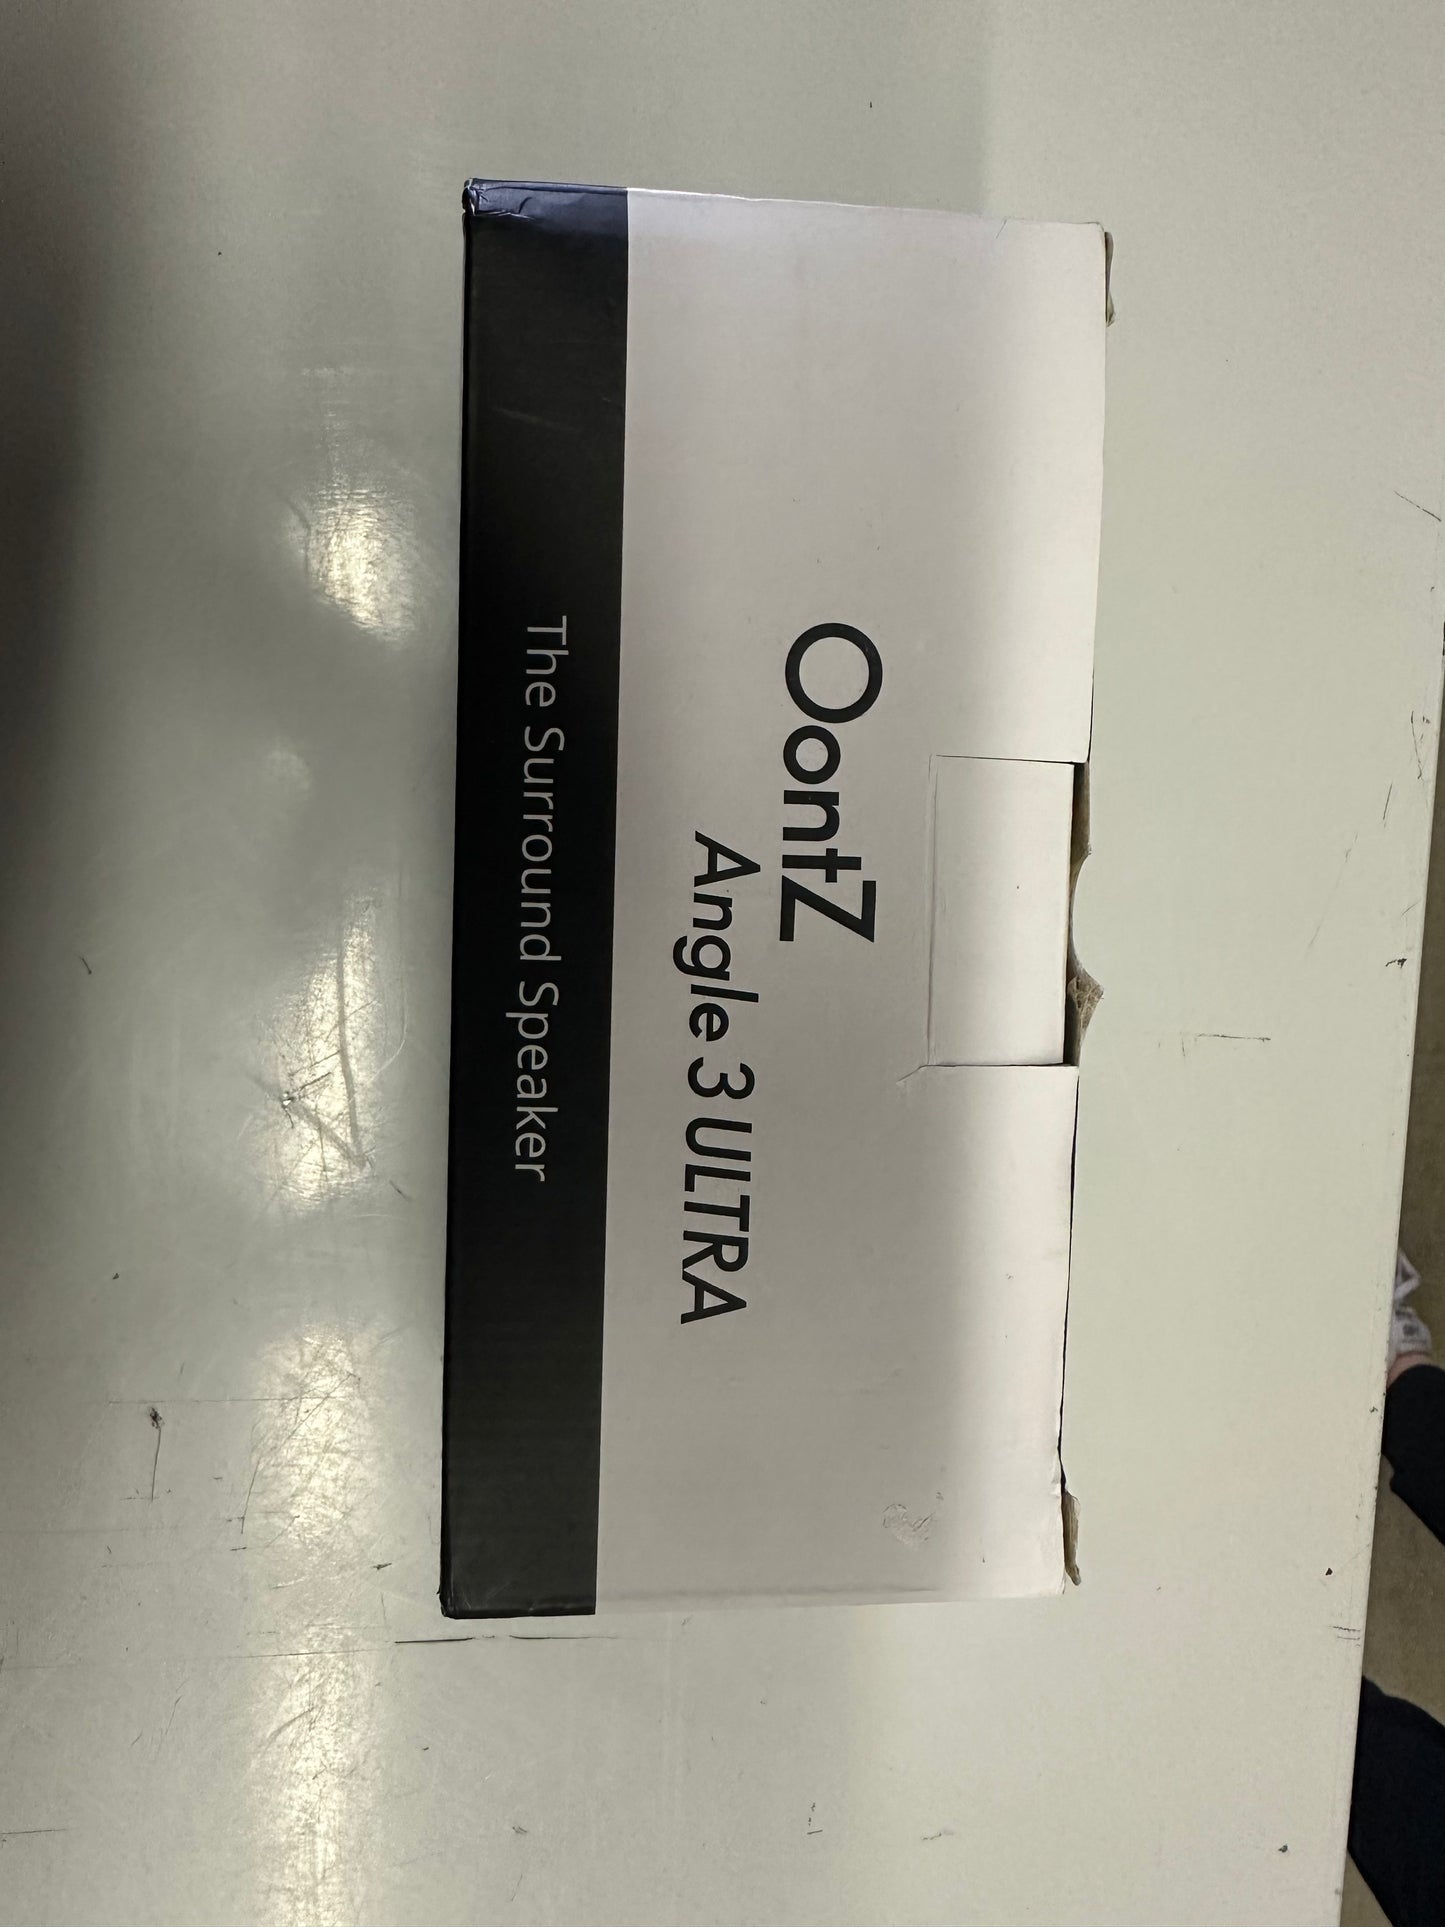 OontZ
Angle 3 ULTRA
The Surround Speaker